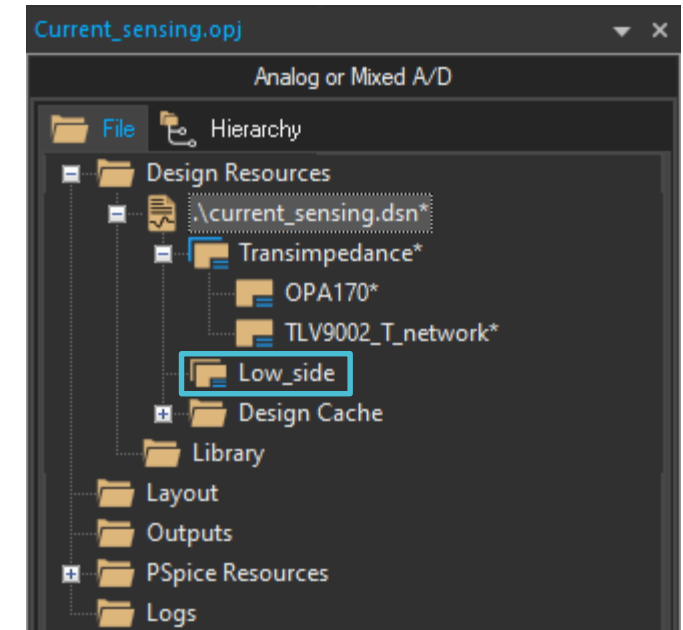 Current_sensing.opj
Analog or Mixed A/D
File Hierarchy
Design Resources
.\current_sensing.dsn*
Transimpedance*
OPA170*
TLV9002_T_network*
Low_side
Design Cache
Library
Layout
Outputs
PSpice Resources
Logs